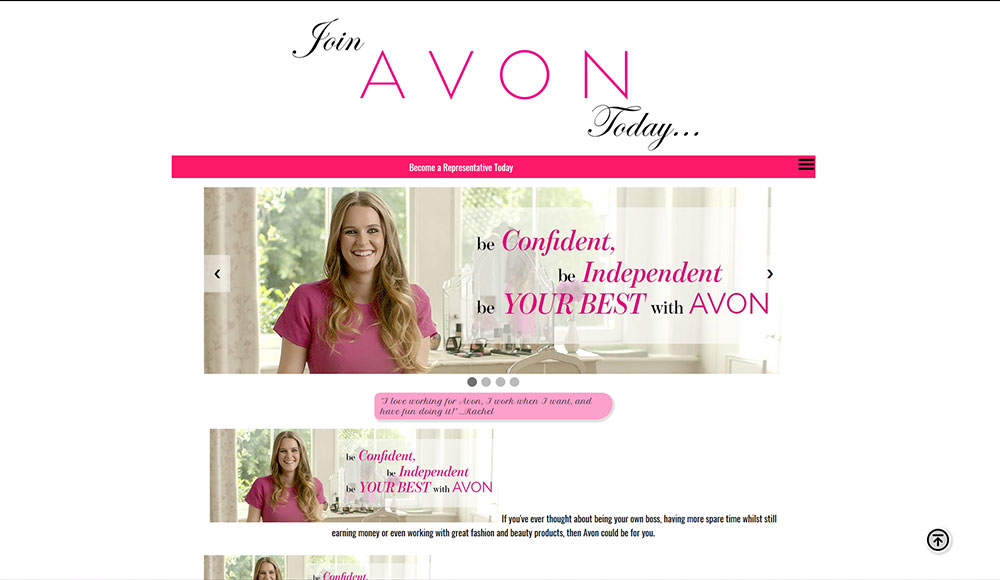 Join
AVON
Today...
Become a Representative Today
be Confident,
be Independent
be YOUR BEST with AVON
"I love working for Avon, I work when I want, and
have fun doing it!" ...Rachel
be Confident,
be Independent
be YOUR BEST with AVON
If you've ever thought about being your own boss, having more spare time whilst still
earning money or even working with great fashion and beauty products, then Avon could be for you.
be Confident,